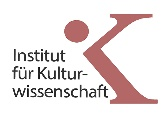 Institut
für Kultur-
wissenschaft